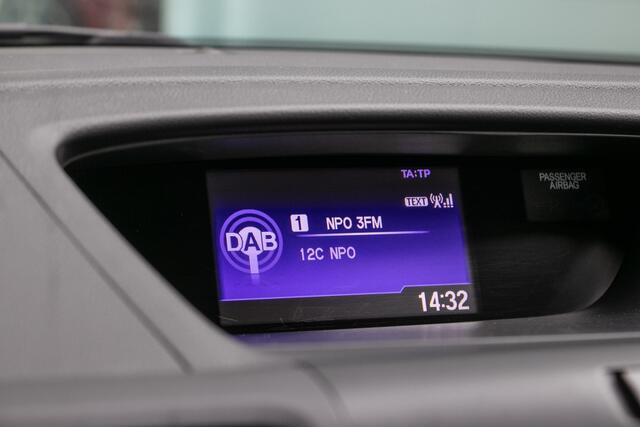 TA:TP
TEXT
DAB
1 NPO 3FM
12C NPO
14:32
PASSENGER
AIRBAG